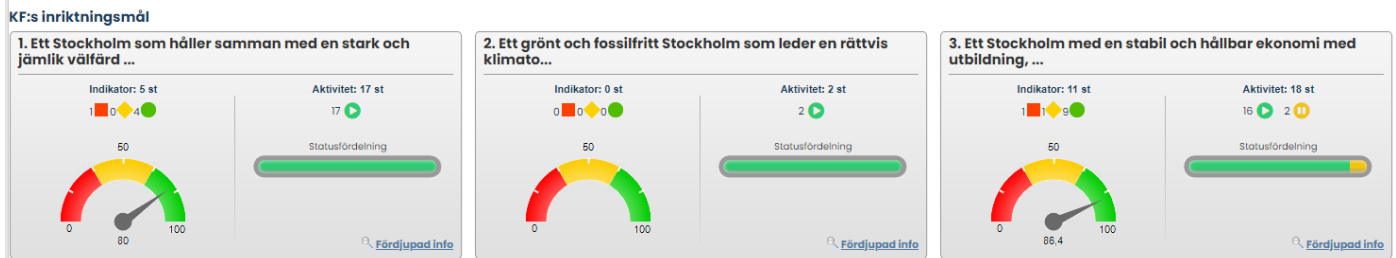 KF:s inriktningsmål
1. Ett Stockholm som håller samman med en stark och
jämlik välfärd ...
Indikator: 5 st
1 0 4
50
0 100
80
Aktivitet: 17 st
17
Statusfördelning
Fördjupad info
2. Ett grönt och fossilfritt Stockholm som leder en rättvis
klimato...
Indikator: 0 st
0 0 0
50
0 100
Aktivitet: 2 st
2
Statusfördelning
Fördjupad info
3. Ett Stockholm med en stabil och hållbar ekonomi med
utbildning, ...
Indikator: 11 st
1 1 9
50
0 100
86,4
Aktivitet: 18 st
16 2
Statusfördelning
Fördjupad info